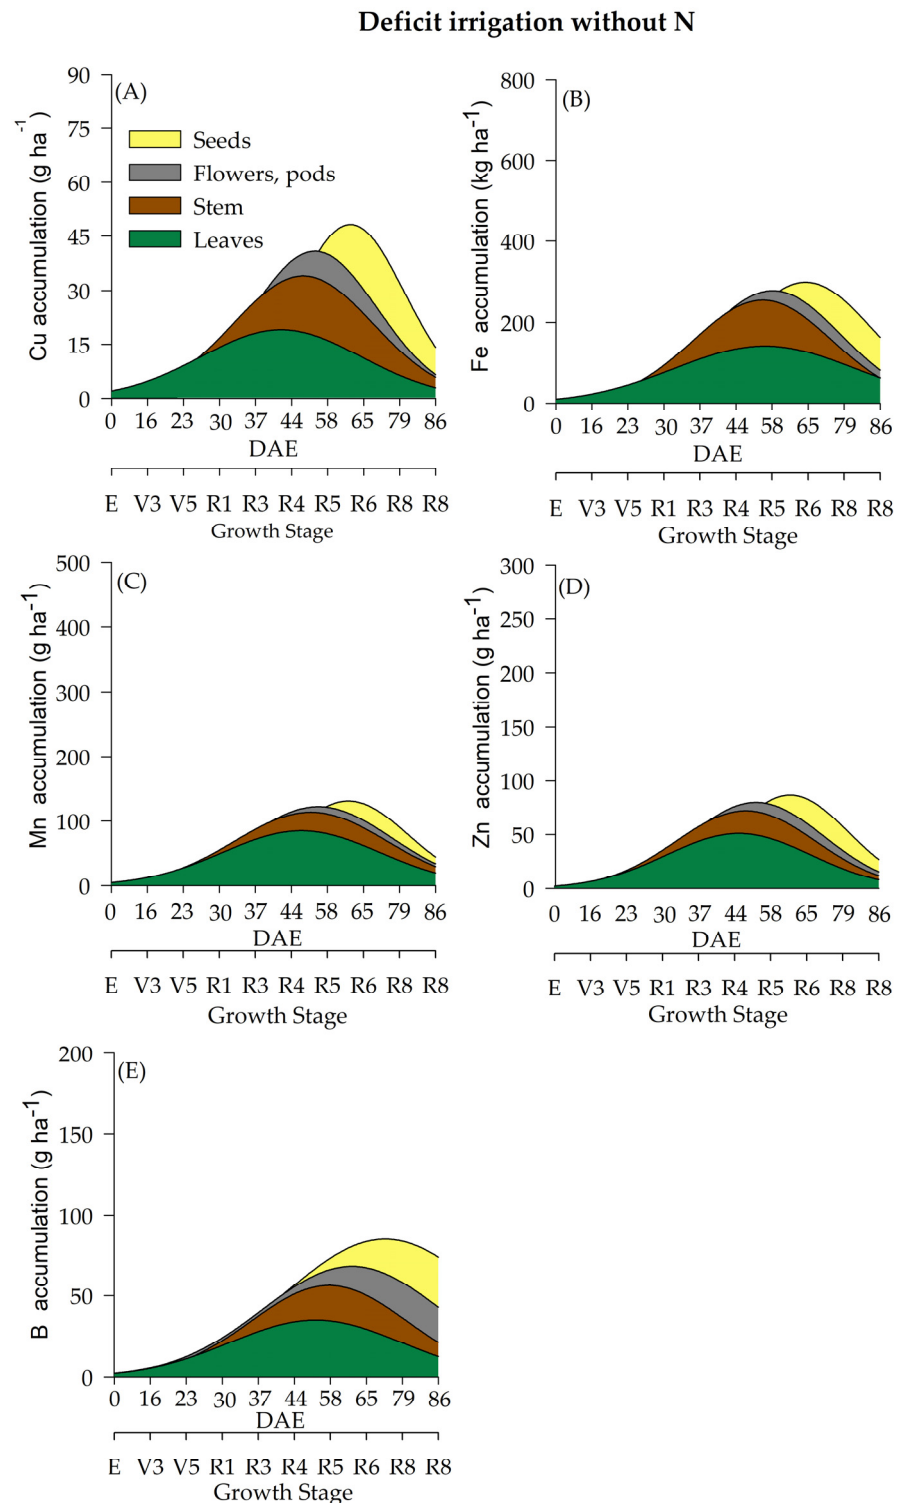 Deficit irrigation without N
(A)
Cu accumulation (g ha-1)
90
75
60
45
30
15
0
Seeds
Flowers, pods
Stem
Leaves
0 16 23 30 37 44 58 65 79 86
DAE
E V3 V5 R1 R3 R4 R5 R6 R8 R8
Growth Stage
(B)
Fe accumulation (kg ha-1)
800
600
400
200
0
0 16 23 30 37 44 58 65 79 86
DAE
E V3 V5 R1 R3 R4 R5 R6 R8 R8
Growth Stage
(C)
Mn accumulation (g ha-1)
500
400
300
200
100
0
0 16 23 30 37 44 58 65 79 86
DAE
E V3 V5 R1 R3 R4 R5 R6 R8 R8
Growth Stage
(D)
Zn accumulation (g ha-1)
300
250
200
150
100
50
0
0 16 23 30 37 44 58 65 79 86
DAE
E V3 V5 R1 R3 R4 R5 R6 R8 R8
Growth Stage
(E)
B accumulation (g ha-1)
200
150
100
50
0
0 16 23 30 37 44 58 65 79 86
DAE
E V3 V5 R1 R3 R4 R5 R6 R8 R8
Growth Stage